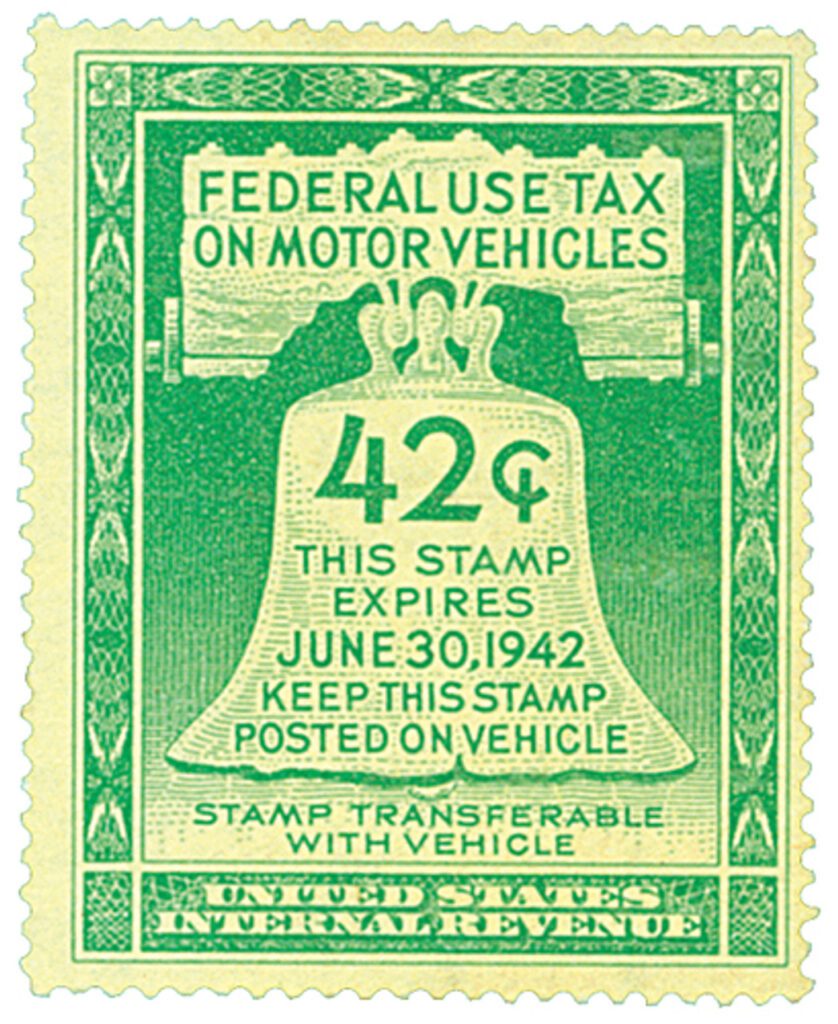 FEDERAL USE TAX
ON MOTOR VEHICLES
42¢
THIS STAMP
EXPIRES
JUNE 30, 1942
KEEP THIS STAMP
POSTED ON VEHICLE
STAMP TRANSFERABLE
WITH VEHICLE
UNITED STATES
INTERNAL REVENUE